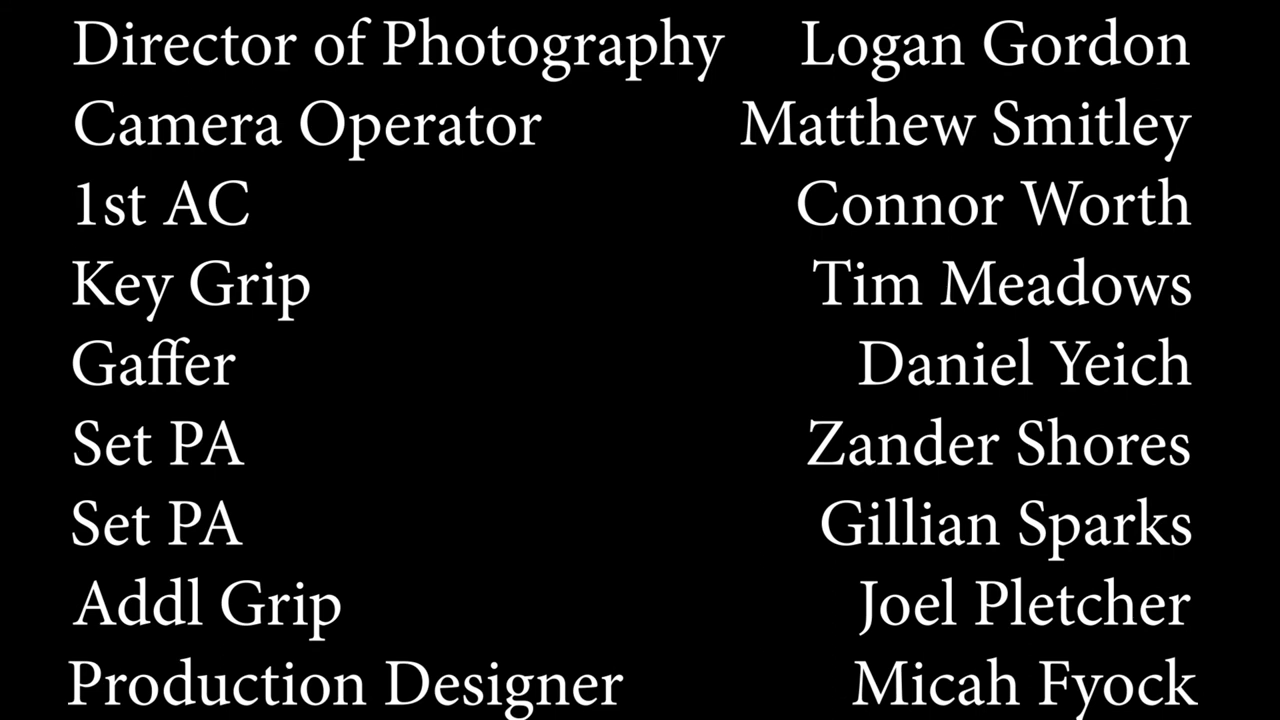 Director of Photography Logan Gordon
Camera Operator Matthew Smitley
1st AC Connor Worth
Key Grip Tim Meadows
Gaffer Daniel Yeich
Set PA Zander Shores
Set PA Gillian Sparks
Addl Grip Joel Pletcher
Production Designer Micah Fyock